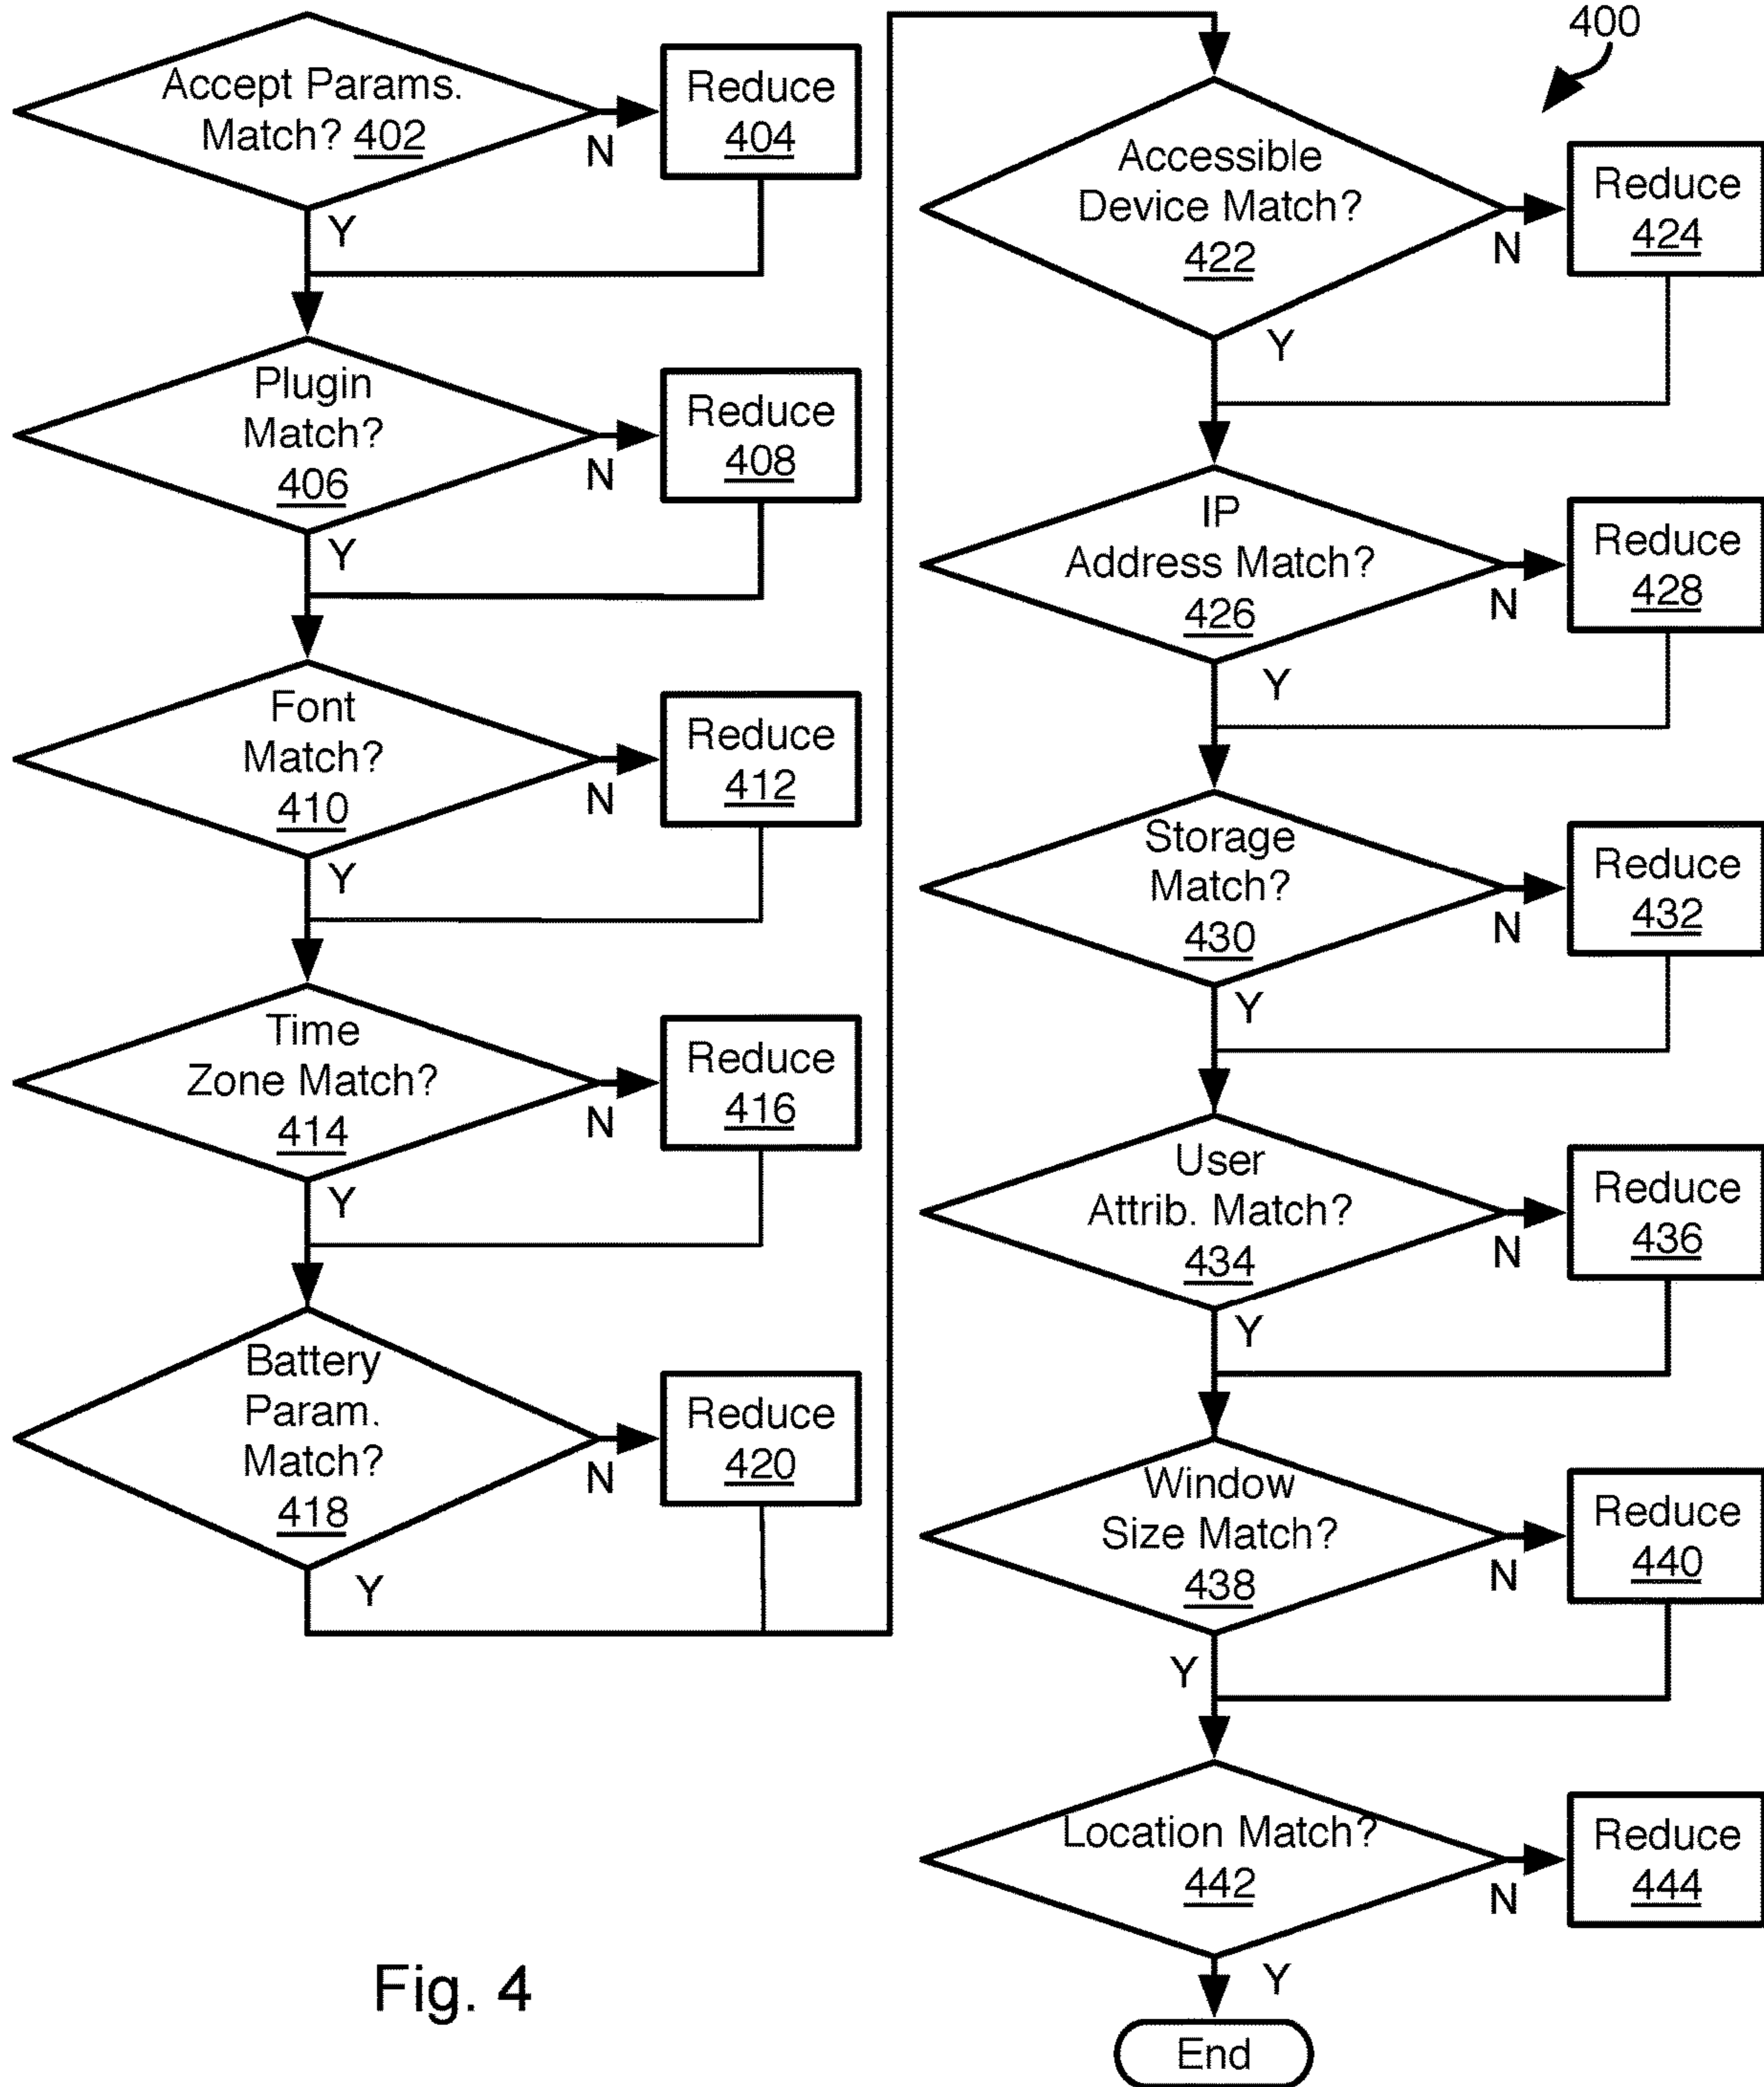 Accept Params.
Match? 402
N
Reduce
404
Y
Plugin
Match?
406
N
Reduce
408
Y
Font
Match?
410
N
Reduce
412
Y
Time
Zone Match?
414
N
Reduce
416
Y
Battery
Param.
Match?
418
N
Reduce
420
Y
400
Accessible
Device Match?
422
N
Reduce
424
Y
IP
Address Match?
426
N
Reduce
428
Y
Storage
Match?
430
N
Reduce
432
Y
User
Attrib. Match?
434
N
Reduce
436
Y
Window
Size Match?
438
N
Reduce
440
Y
Location Match?
442
N
Reduce
444
Y
End
Fig. 4